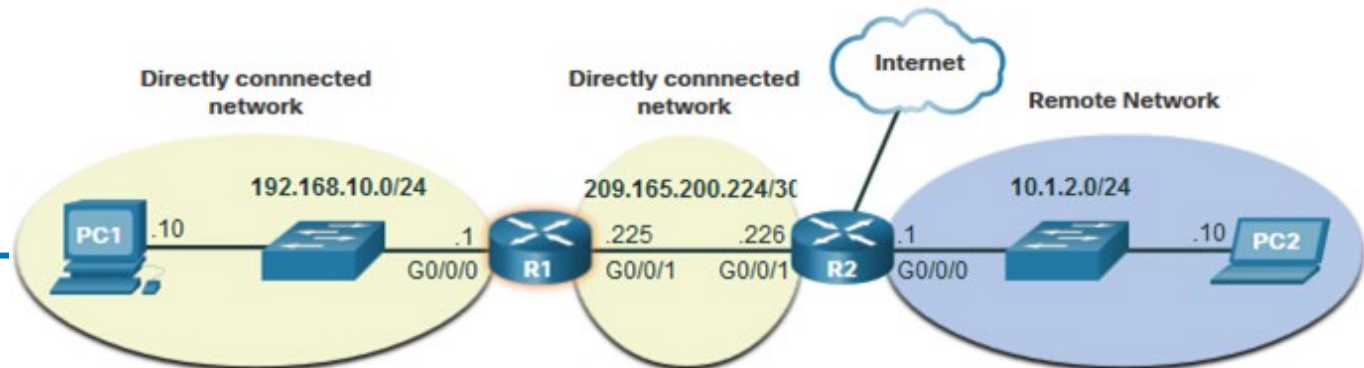 Internet
Directly connnected
network
Directly connnected
network
Remote Network
192.168.10.0/24
209.165.200.224/30
10.1.2.0/24
PC1
.10
.1
G0/0/0
R1
.225
G0/0/1
.226
G0/0/1
R2
.1
G0/0/0
.10
PC2